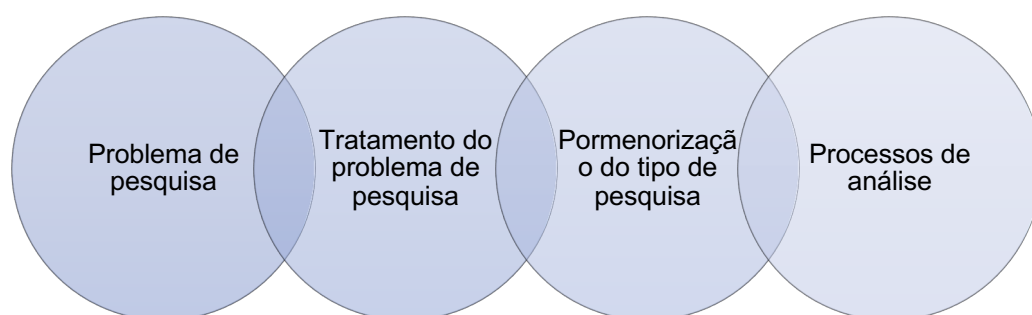 Problema de
pesquisa
Tratamento do
problema de
pesquisa
Pormenorizaçã
o do tipo de
pesquisa
Processos de
análise